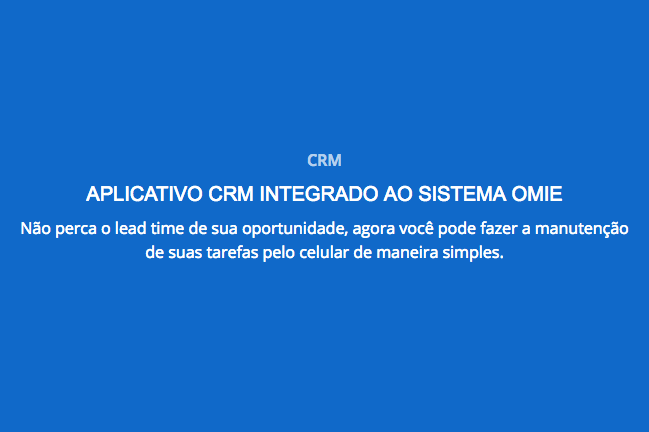 CRM
APLICATIVO CRM INTEGRADO AO SISTEMA OMIE
Não perca o lead time de sua oportunidade, agora você pode fazer a manutenção
de suas tarefas pelo celular de maneira simples.